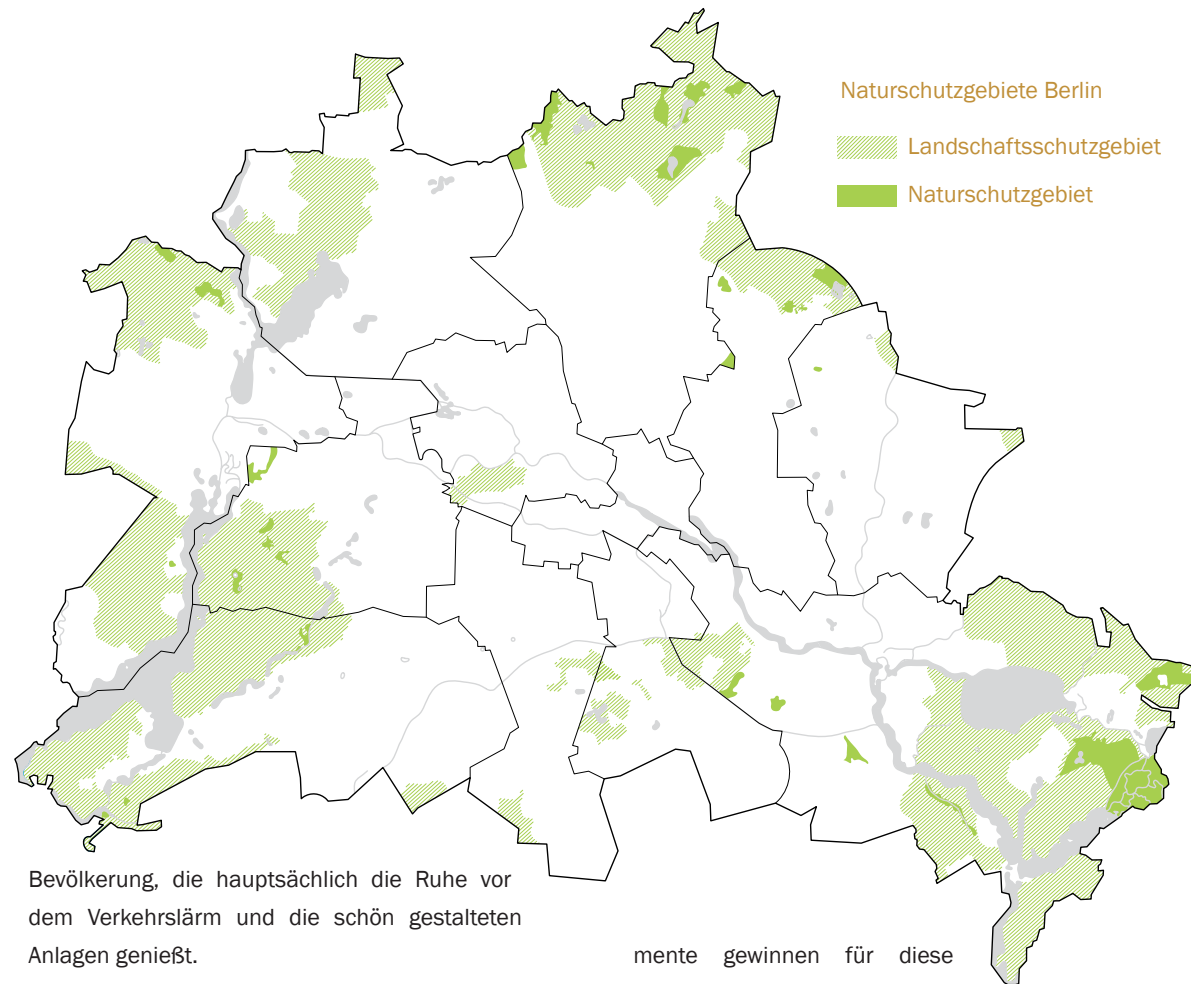 Naturschutzgebiete Berlin
Landschaftsschutzgebiet
Naturschutzgebiet
Bevölkerung, die hauptsächlich die Ruhe vor
dem Verkehrslärm und die schön gestalteten
Anlagen genießt.
mente gewinnen für diese